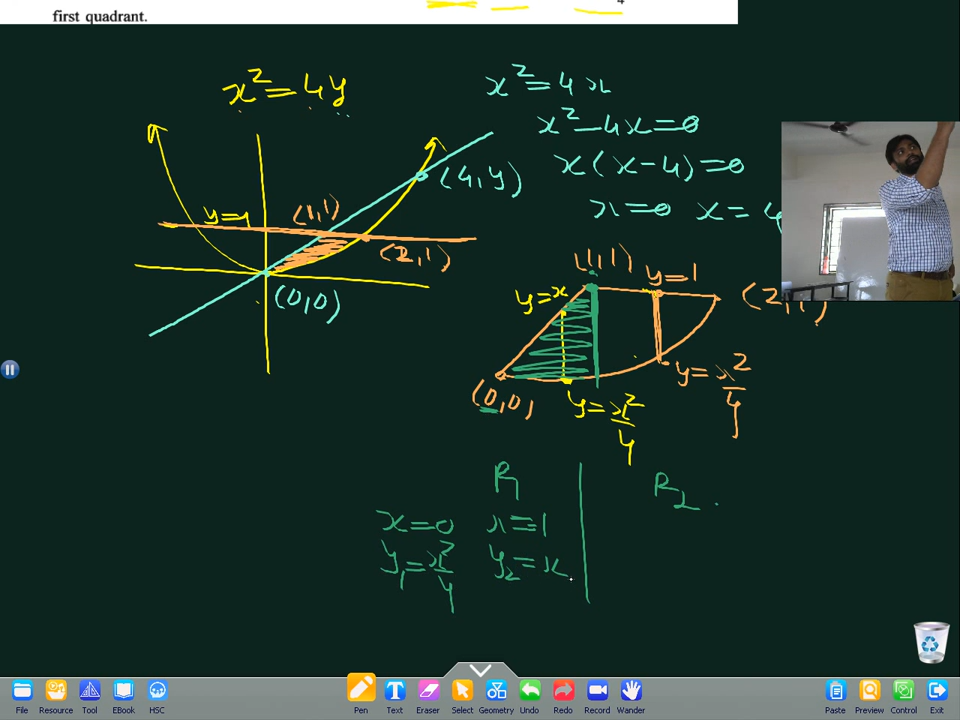 4
first quadrant.
x² = 4y
x² = 4x
x² - 4x = 0
x(x-4) = 0
x = 0 x = 4
(4, y)
y=1 (1,1)
(2,1)
(0,0)
(1,1) y=1
y=x (2,1)
(0,0) y = x²/4
y = x²/4
R1 R2
x=0 x=1
y₁ = x²/4 y₂ = x
File Resource Tool EBook HSC Pen Text Eraser Select Geometry Undo Redo Record Wander Paste Preview Control Exit